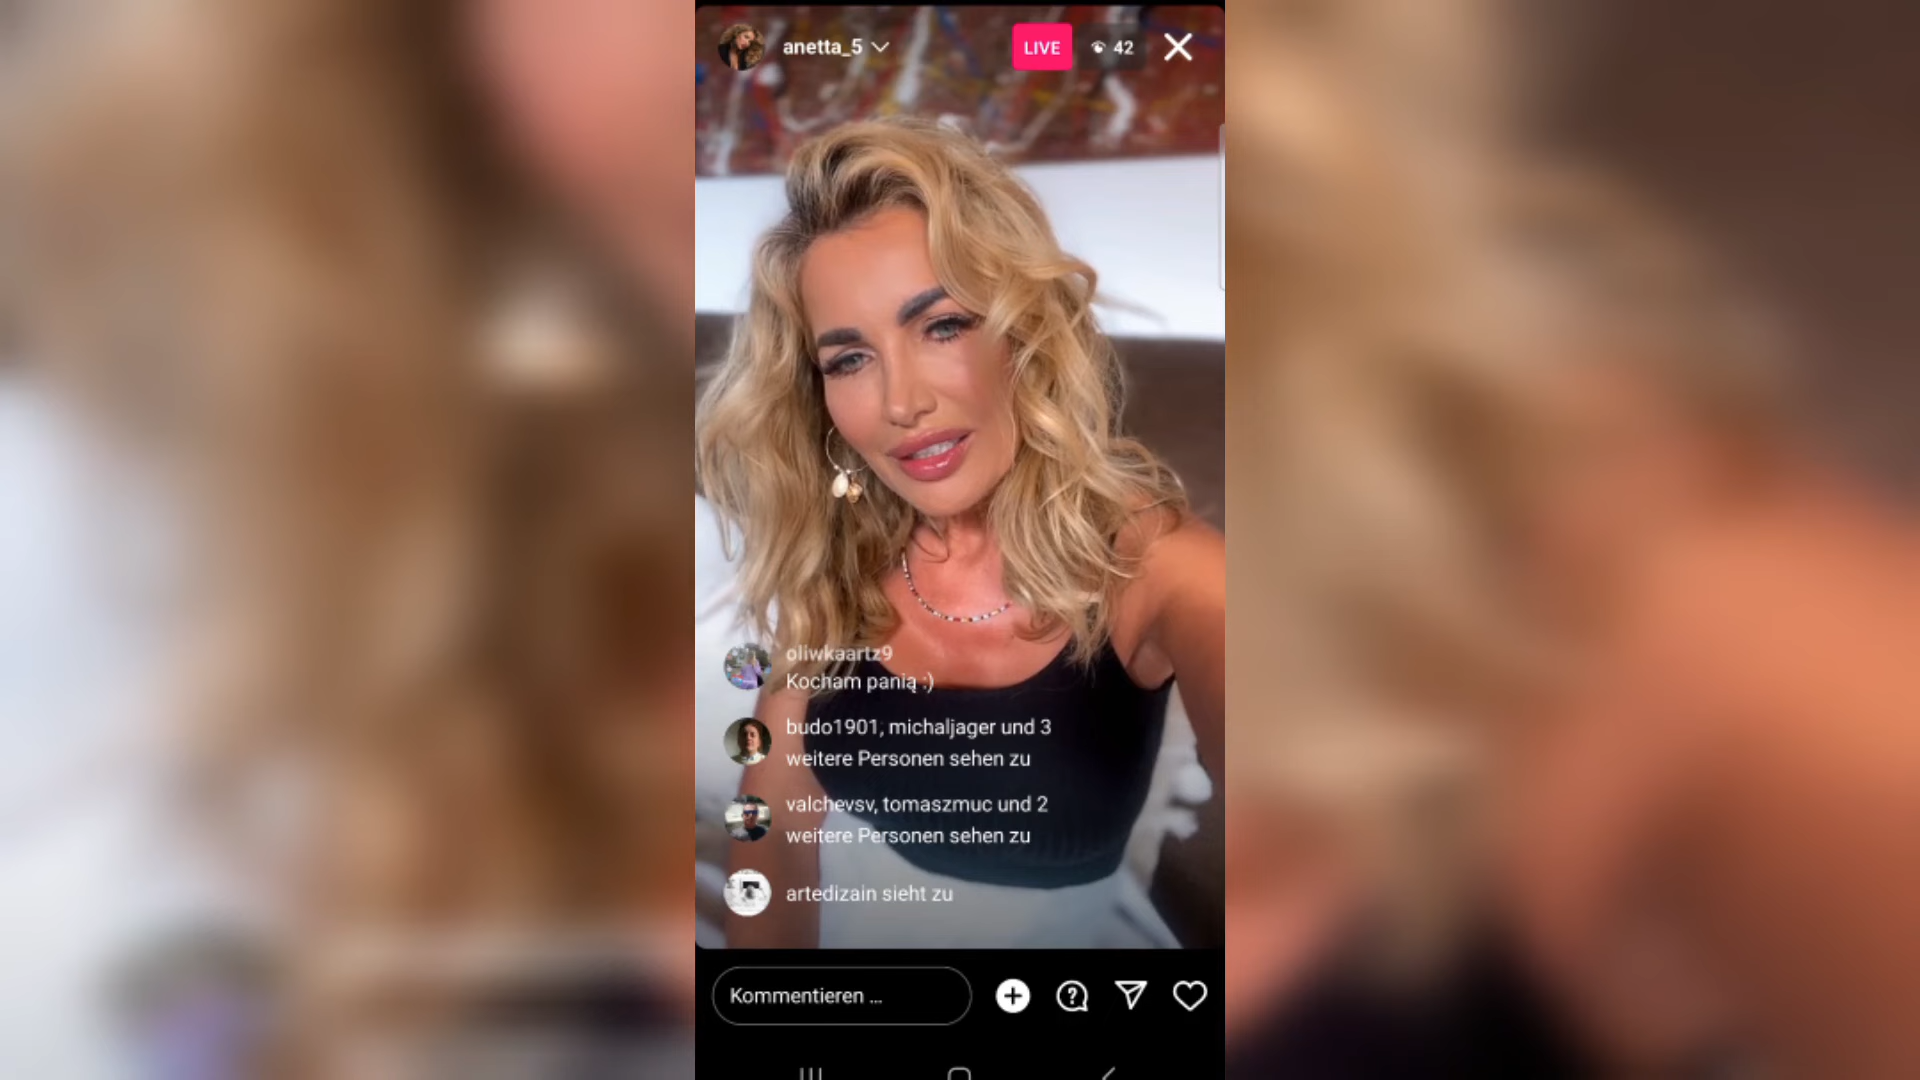 anetta_5
LIVE
42
oliwkaartz9
Kocham panią :)
budo1901, michaljager und 3
weitere Personen sehen zu
valchevsv, tomaszmuc und 2
weitere Personen sehen zu
artedizain sieht zu
Kommentieren ...